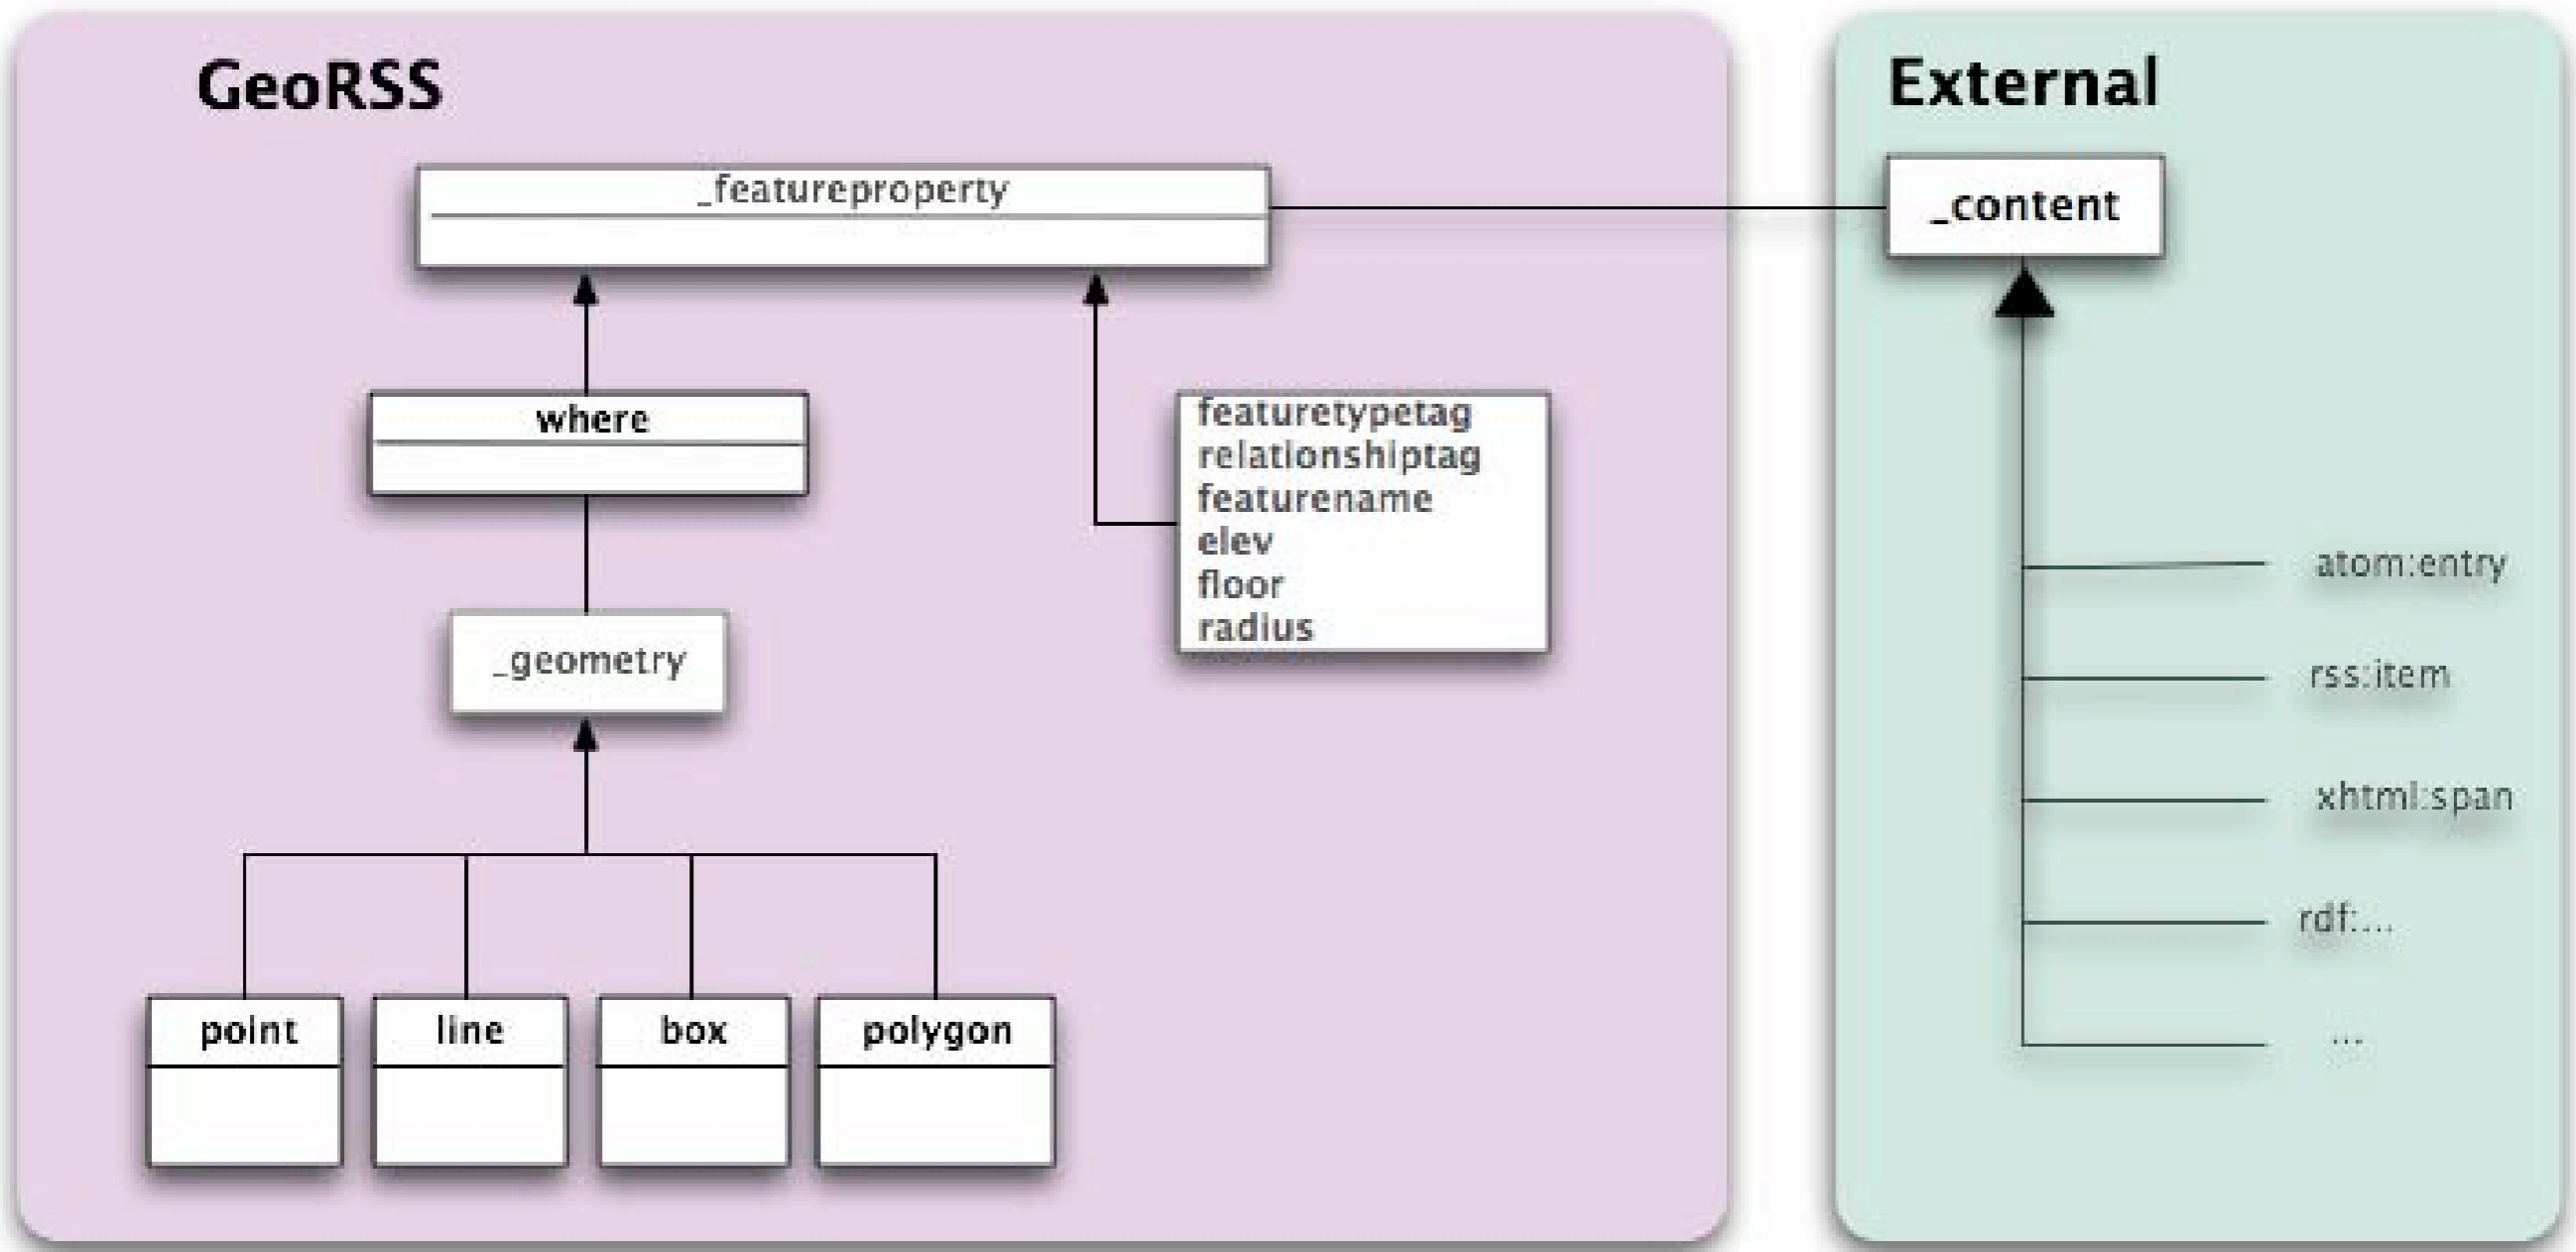 GeoRSS
_featureproperty
where
featuretypetag
relationshiptag
featurename
elev
floor
radius
_geometry
point
line
box
polygon
External
_content
atom:entry
rss:item
xhtml:span
rdf:...
...